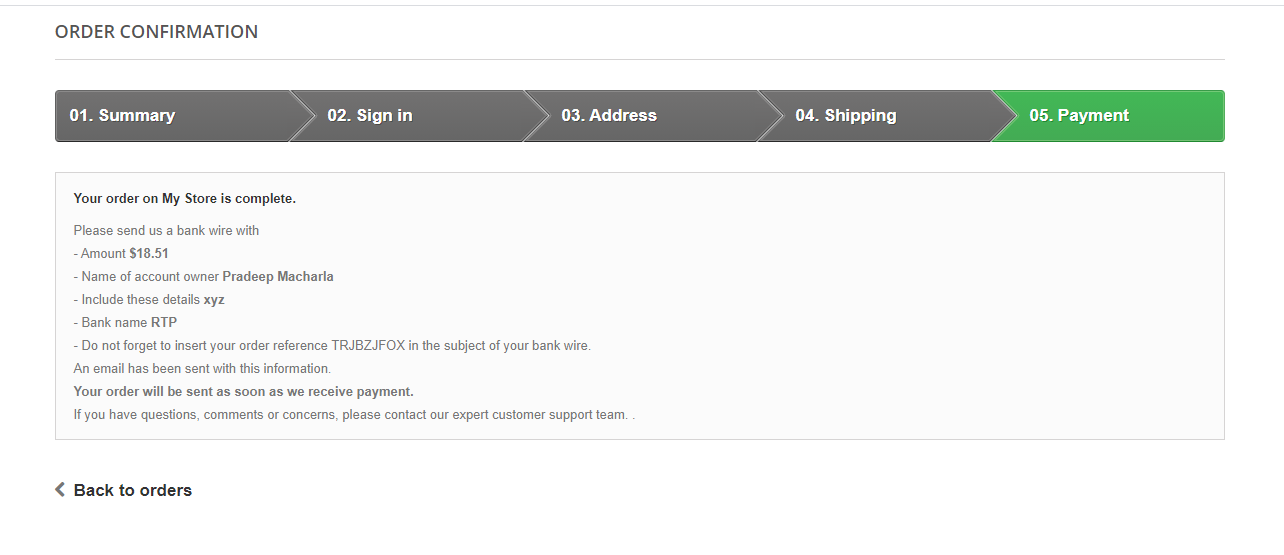 ORDER CONFIRMATION
01. Summary
02. Sign in
03. Address
04. Shipping
05. Payment
Your order on My Store is complete.
Please send us a bank wire with
- Amount $18.51
- Name of account owner Pradeep Macharla
- Include these details xyz
- Bank name RTP
- Do not forget to insert your order reference TRJBZJFOX in the subject of your bank wire.
An email has been sent with this information.
Your order will be sent as soon as we receive payment.
If you have questions, comments or concerns, please contact our expert customer support team. .
Back to orders